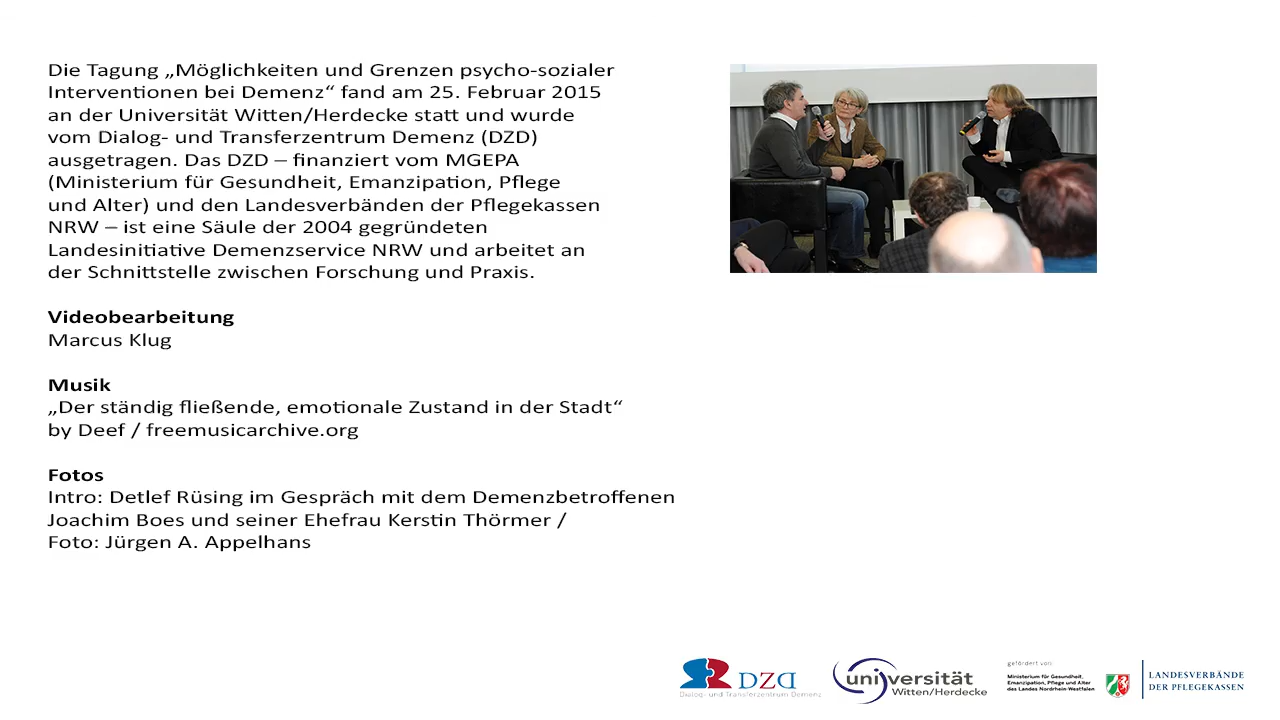 Die Tagung „Möglichkeiten und Grenzen psycho-sozialer
Interventionen bei Demenz“ fand am 25. Februar 2015
an der Universität Witten/Herdecke statt und wurde
vom Dialog- und Transferzentrum Demenz (DZD)
ausgetragen. Das DZD – finanziert vom MGEPA
(Ministerium für Gesundheit, Emanzipation, Pflege
und Alter) und den Landesverbänden der Pflegekassen
NRW – ist eine Säule der 2004 gegründeten
Landesinitiative Demenzservice NRW und arbeitet an
der Schnittstelle zwischen Forschung und Praxis.
Videobearbeitung
Marcus Klug
Musik
„Der ständig fließende, emotionale Zustand in der Stadt“
by Deef / freemusicarchive.org
Fotos
Intro: Detlef Rüsing im Gespräch mit dem Demenzbetroffenen
Joachim Boes und seiner Ehefrau Kerstin Thörmer /
Foto: Jürgen A. Appelhans
DZD
Dialog- und Transferzentrum Demenz
universität
Witten/Herdecke
gefördert von:
Ministerium für Gesundheit,
Emanzipation, Pflege und Alter
des Landes Nordrhein-Westfalen
LANDESVERBÄNDE
DER PFLEGEKASSEN